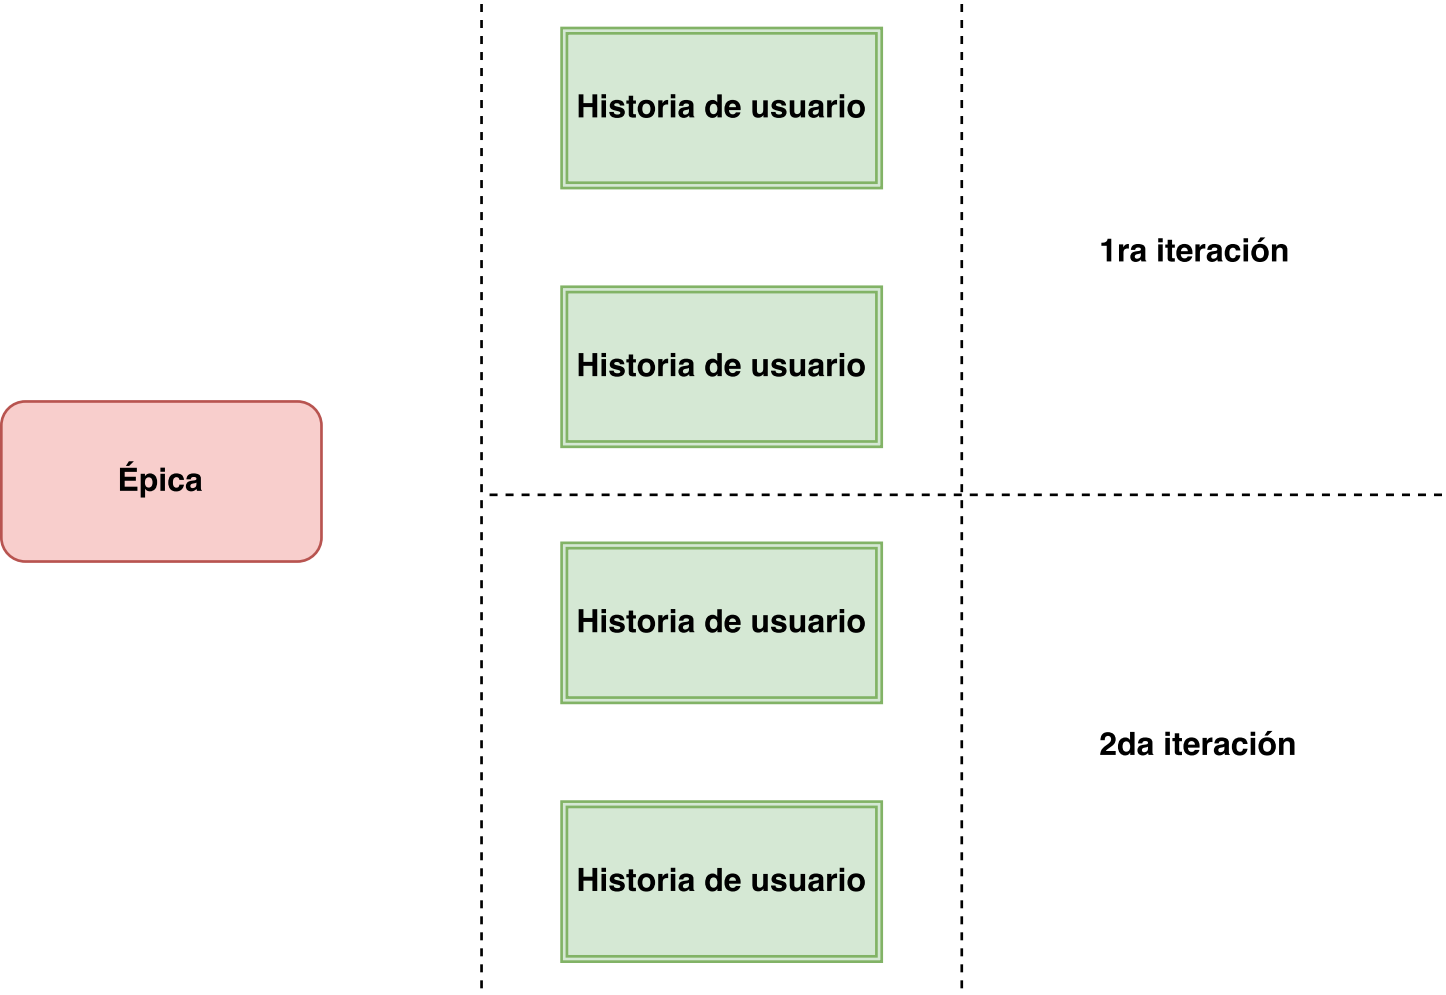 Épica
Historia de usuario
Historia de usuario
1ra iteración
Historia de usuario
Historia de usuario
2da iteración